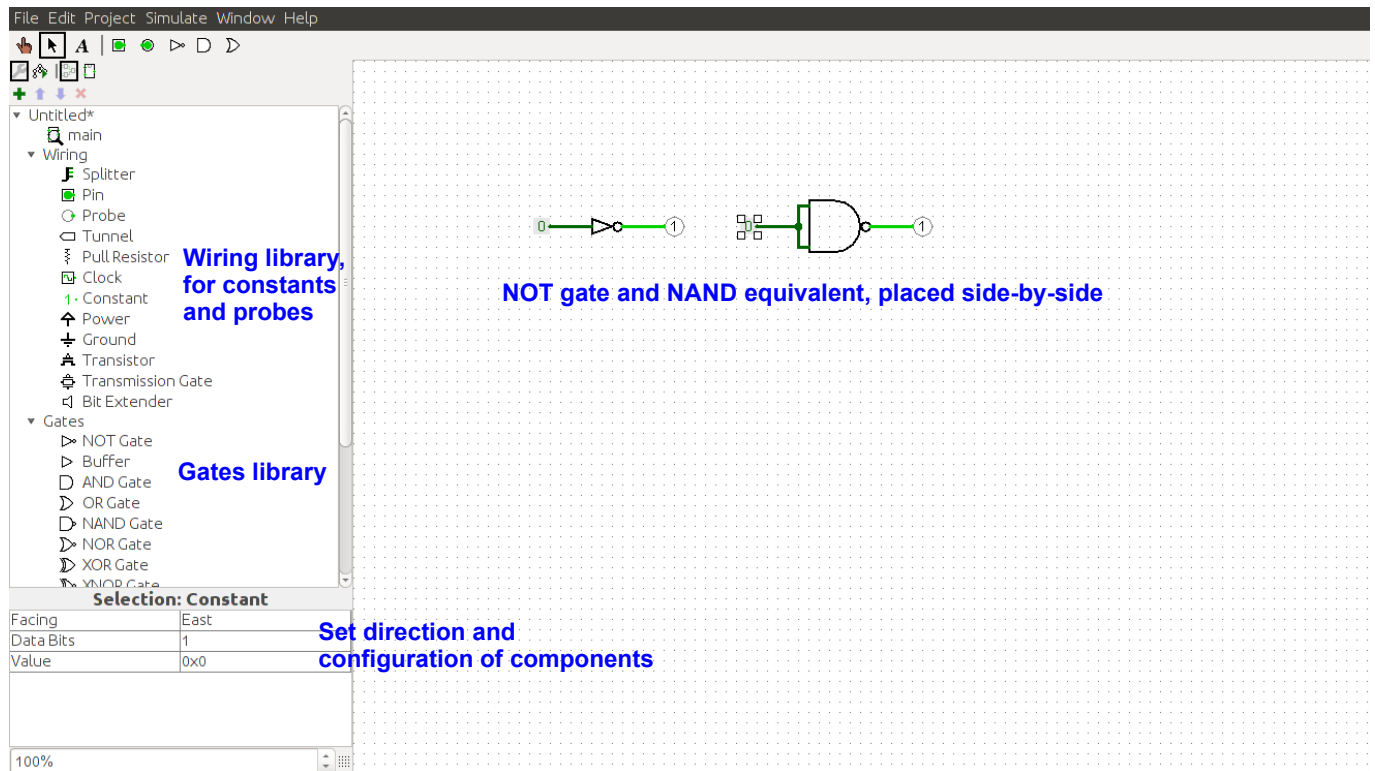 File Edit Project Simulate Window Help
A
Untitled*
main
Wiring
Splitter
Pin
Probe
Tunnel
Pull Resistor
Clock
1 Constant
Power
Ground
Transistor
Transmission Gate
Bit Extender
Gates
NOT Gate
Buffer
AND Gate
OR Gate
NAND Gate
NOR Gate
XOR Gate
XNOR Gate
Wiring library,
for constants
and probes
Gates library
0 1 0 1
NOT gate and NAND equivalent, placed side-by-side
Selection: Constant
Facing East
Data Bits 1
Value 0x0
Set direction and
configuration of components
100%